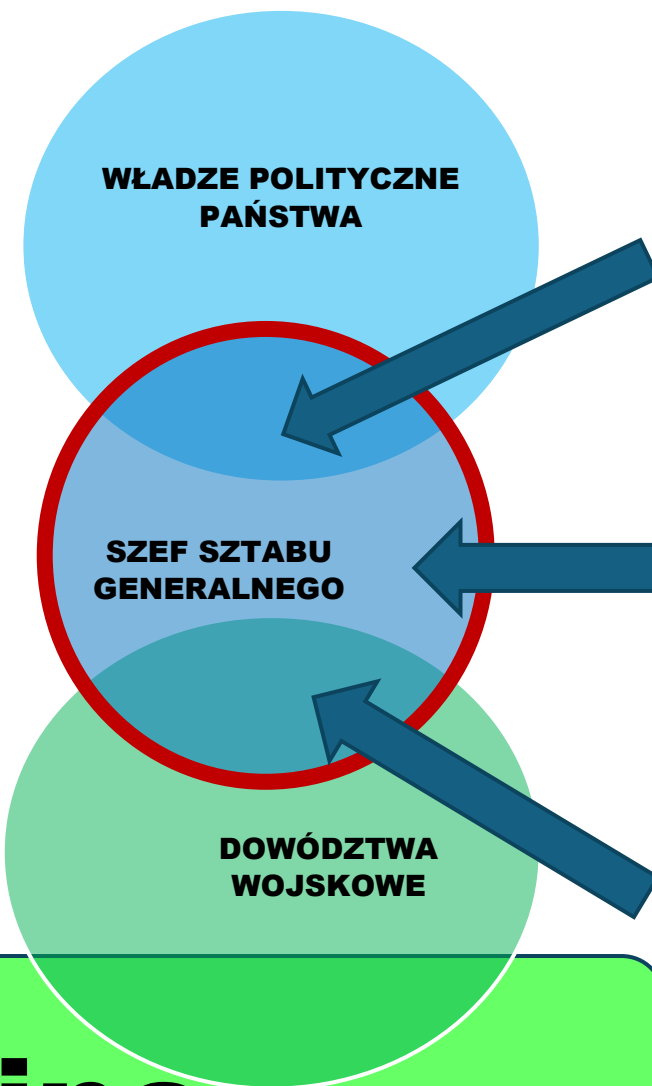 WŁADZE POLITYCZNE
PAŃSTWA
SZEF SZTABU
GENERALNEGO
DOWÓDZTWA
WOJSKOWE